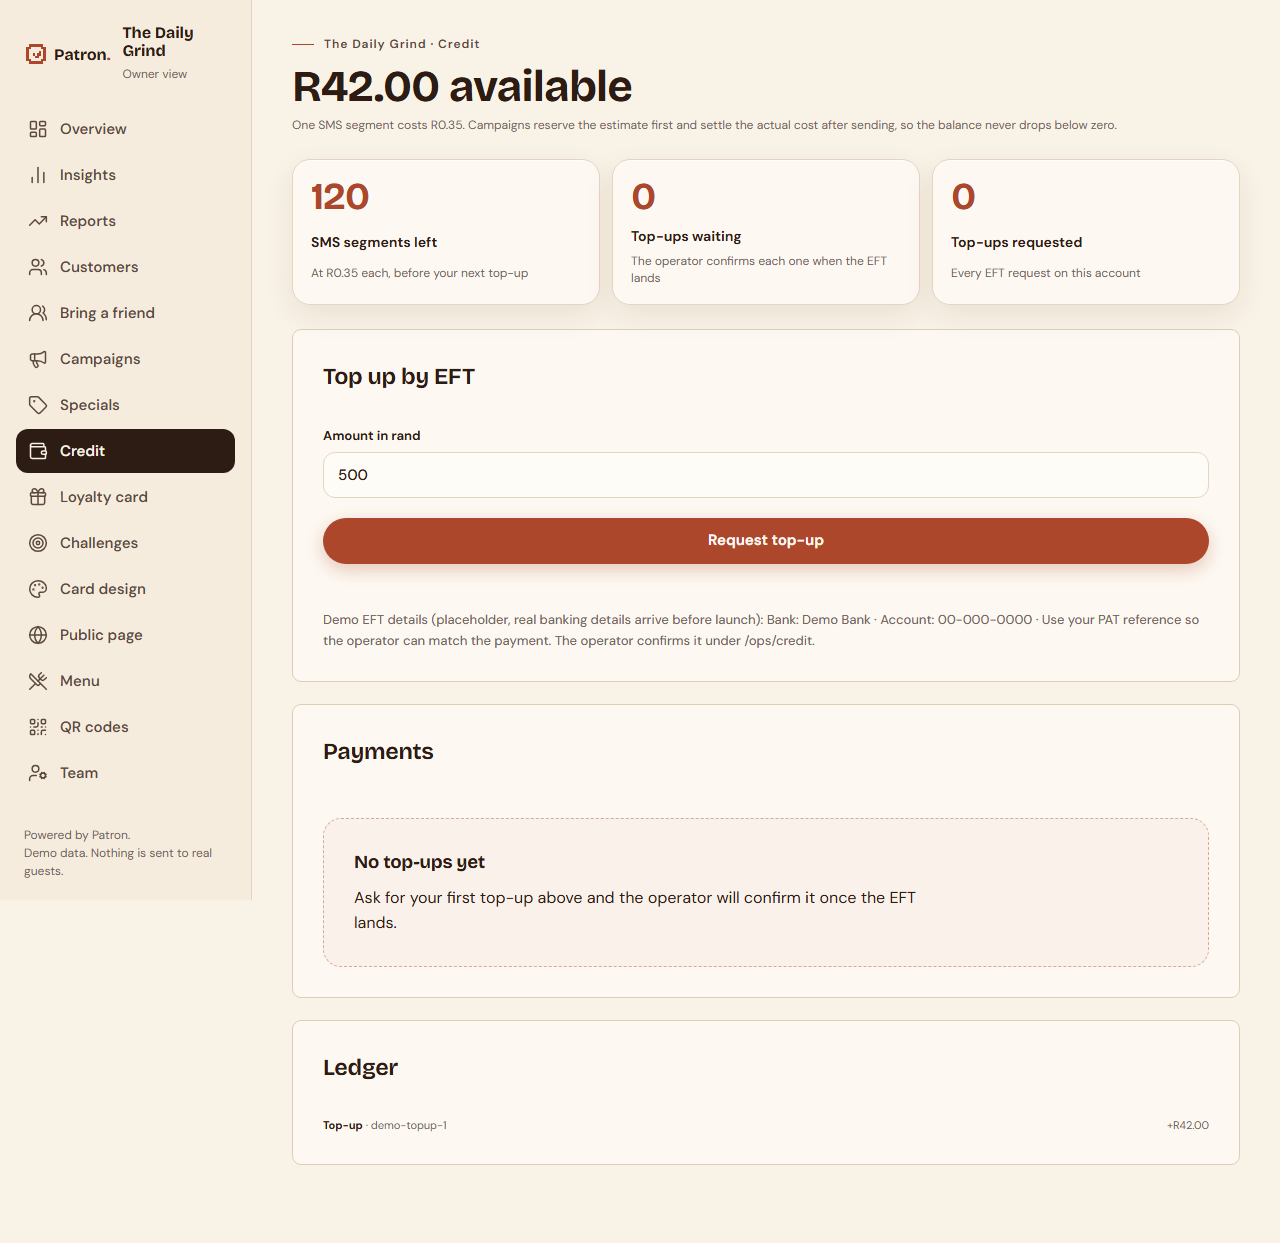 Patron.
The Daily
Grind
Owner view
Overview
Insights
Reports
Customers
Bring a friend
Campaigns
Specials
Credit
Loyalty card
Challenges
Card design
Public page
Menu
QR codes
Team
Powered by Patron.
Demo data. Nothing is sent to real
guests.
The Daily Grind · Credit
R42.00 available
One SMS segment costs R0.35. Campaigns reserve the estimate first and settle the actual cost after sending, so the balance never drops below zero.
120
SMS segments left
At R0.35 each, before your next top-up
0
Top-ups waiting
The operator confirms each one when the EFT
lands
0
Top-ups requested
Every EFT request on this account
Top up by EFT
Amount in rand
500
Request top-up
Demo EFT details (placeholder, real banking details arrive before launch): Bank: Demo Bank · Account: 00-000-0000 · Use your PAT reference so
the operator can match the payment. The operator confirms it under /ops/credit.
Payments
No top-ups yet
Ask for your first top-up above and the operator will confirm it once the EFT
lands.
Ledger
Top-up · demo-topup-1 +R42.00